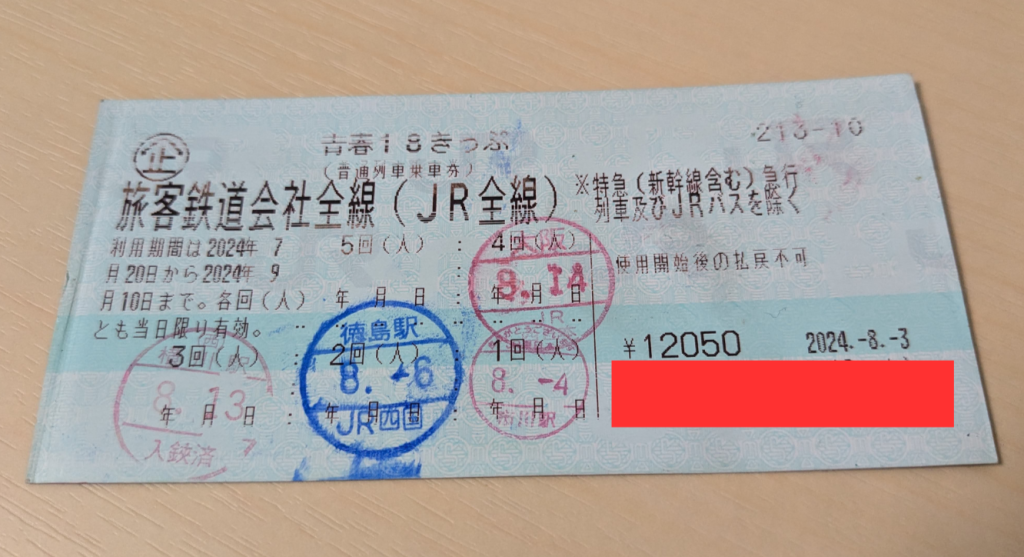 企
青春18きっぷ
213-10
(普通列車乗車券)
旅客鉄道会社全線(JR全線)
※特急(新幹線含む)急行
列車及びJRバスを除く
利用期間は2024年 7
月20日から2024年 9
月10日まで。各回(人)
とも当日限り有効。
5回(人)
年 月 日
4回(人)
年 月 日
大阪
8.14
JR
使用開始後の払戻不可
3回(人)
年 月 日
8.13
入鋏済
7
2回(人)
年 月 日
徳島駅
8.-6
JR四国
1回(人)
年 月 日
8.-4
¥12050
2024.-8.-3